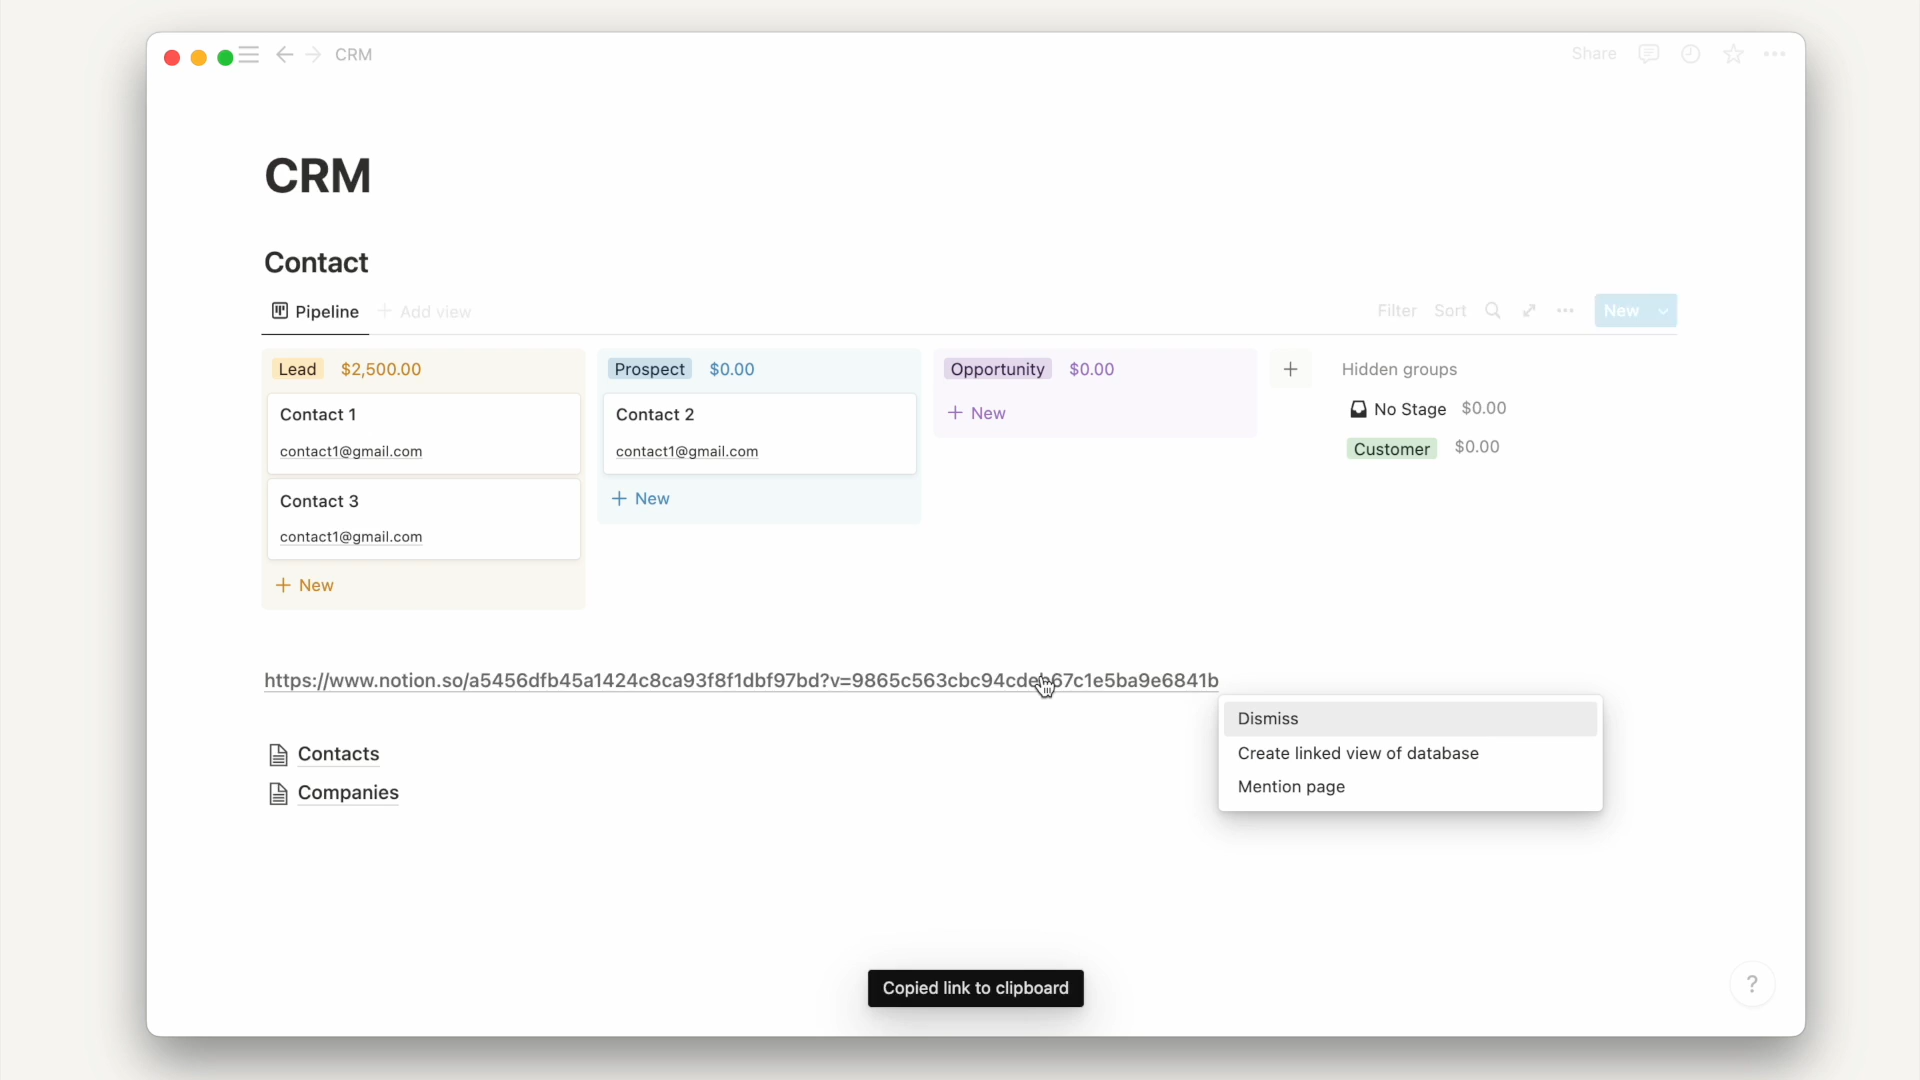 CRM
Share
CRM
Contact
Pipeline
Add view
Filter
Sort
New
Lead $2,500.00
Prospect $0.00
Opportunity $0.00
Hidden groups
Contact 1
contact1@gmail.com
Contact 2
contact1@gmail.com
+ New
No Stage $0.00
Customer $0.00
Contact 3
contact1@gmail.com
+ New
+ New
https://www.notion.so/a5456dfb45a1424c8ca93f8f1dbf97bd?v=9865c563cbc94cde
67c1e5ba9e6841b
Dismiss
Create linked view of database
Mention page
Contacts
Companies
Copied link to clipboard
?